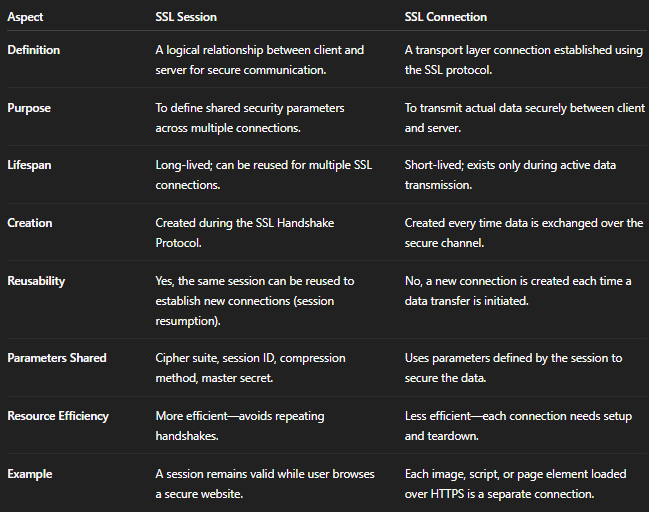 Aspect SSL Session SSL Connection
Definition A logical relationship between client and A transport layer connection established using
server for secure communication. the SSL protocol.
Purpose To define shared security parameters To transmit actual data securely between client
across multiple connections. and server.
Lifespan Long-lived; can be reused for multiple SSL Short-lived; exists only during active data
connections. transmission.
Creation Created during the SSL Handshake Created every time data is exchanged over the
Protocol. secure channel.
Reusability Yes, the same session can be reused to No, a new connection is created each time a
establish new connections (session data transfer is initiated.
resumption).
Parameters Shared Cipher suite, session ID, compression Uses parameters defined by the session to
method, master secret. secure the data.
Resource Efficiency More efficient—avoids repeating Less efficient—each connection needs setup
handshakes. and teardown.
Example A session remains valid while user browses Each image, script, or page element loaded
a secure website. over HTTPS is a separate connection.